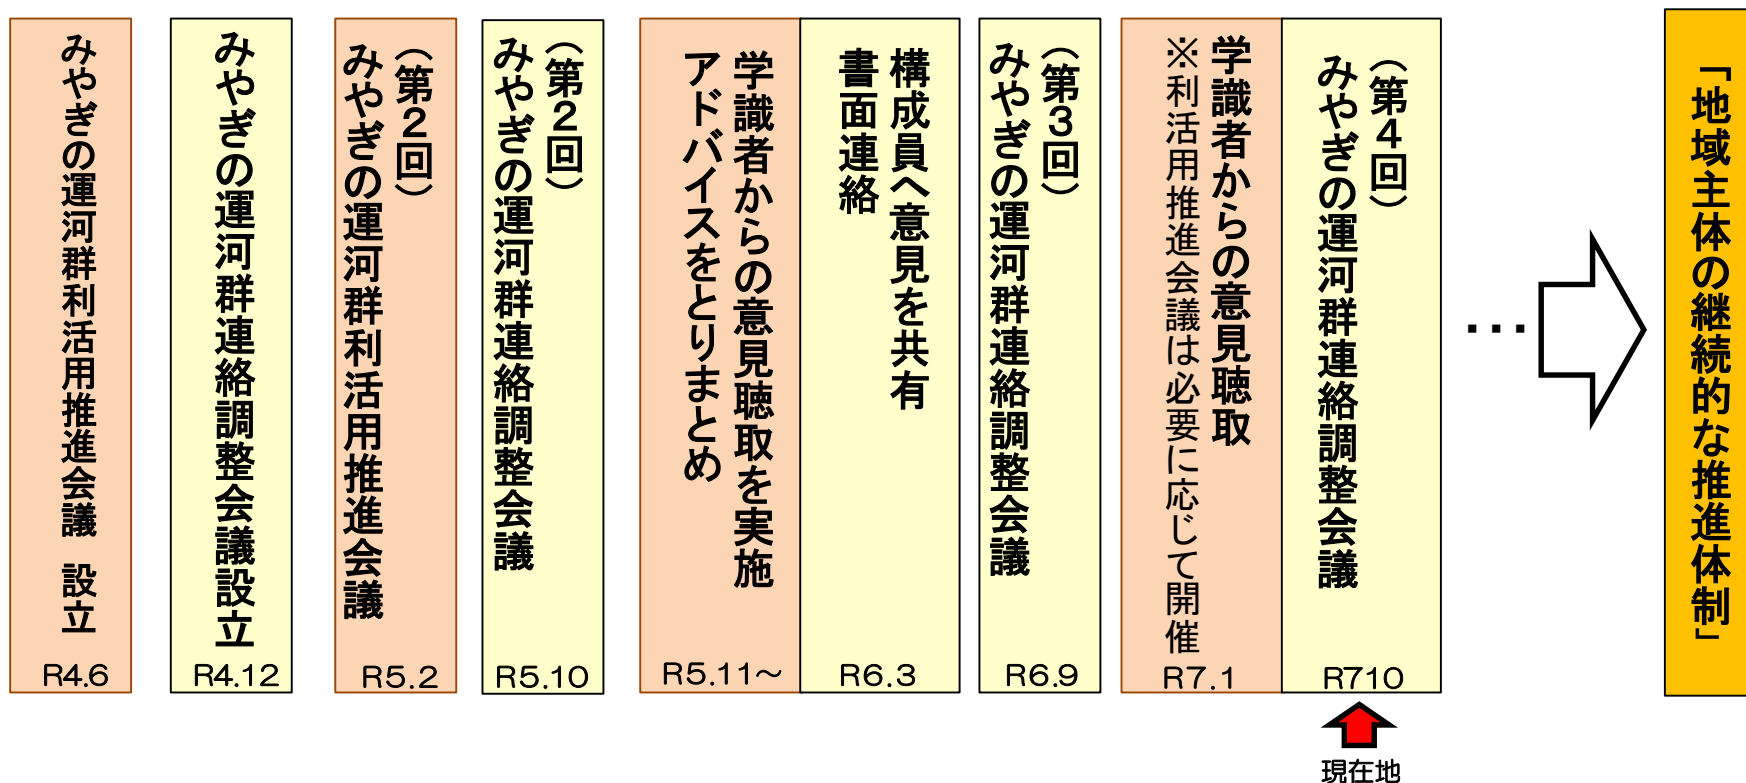 みやぎの運河群利活用推進会議 設立
R4.6
みやぎの運河群連絡調整会議設立
R4.12
（第２回）
みやぎの運河群利活用推進会議
R5.2
（第２回）
みやぎの運河群連絡調整会議
R5.10
学識者からの意見聴取を実施
アドバイスをとりまとめ
R5.11～
構成員へ意見を共有
書面連絡
R6.3
（第３回）
みやぎの運河群連絡調整会議
R6.9
学識者からの意見聴取
※利活用推進会議は必要に応じて開催
R7.1
（第４回）
みやぎの運河群連絡調整会議
R710
現在地
…
「地域主体の継続的な推進体制」